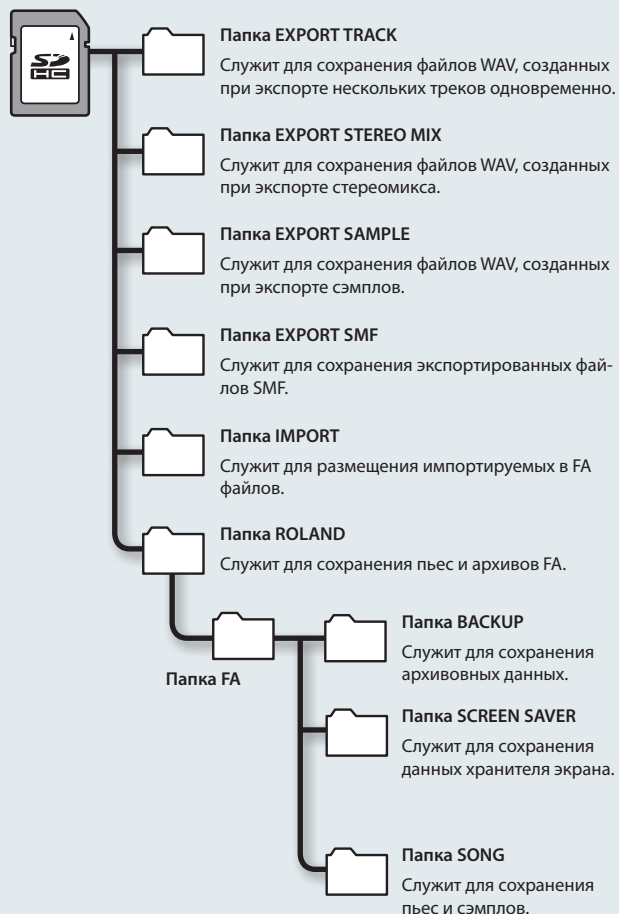 Папка EXPORT TRACK
Служит для сохранения файлов WAV, созданных
при экспорте нескольких треков одновременно.
Папка EXPORT STEREO MIX
Служит для сохранения файлов WAV, созданных
при экспорте стереомикса.
Папка EXPORT SAMPLE
Служит для сохранения файлов WAV, созданных
при экспорте сэмплов.
Папка EXPORT SMF
Служит для сохранения экспортированных фай-
лов SMF.
Папка IMPORT
Служит для размещения импортируемых в FA
файлов.
Папка ROLAND
Служит для сохранения пьес и архивов FA.
Папка FA
Папка BACKUP
Служит для сохранения
архивовных данных.
Папка SCREEN SAVER
Служит для сохранения
данных хранителя экрана.
Папка SONG
Служит для сохранения
пьес и сэмплов.
SD
HC